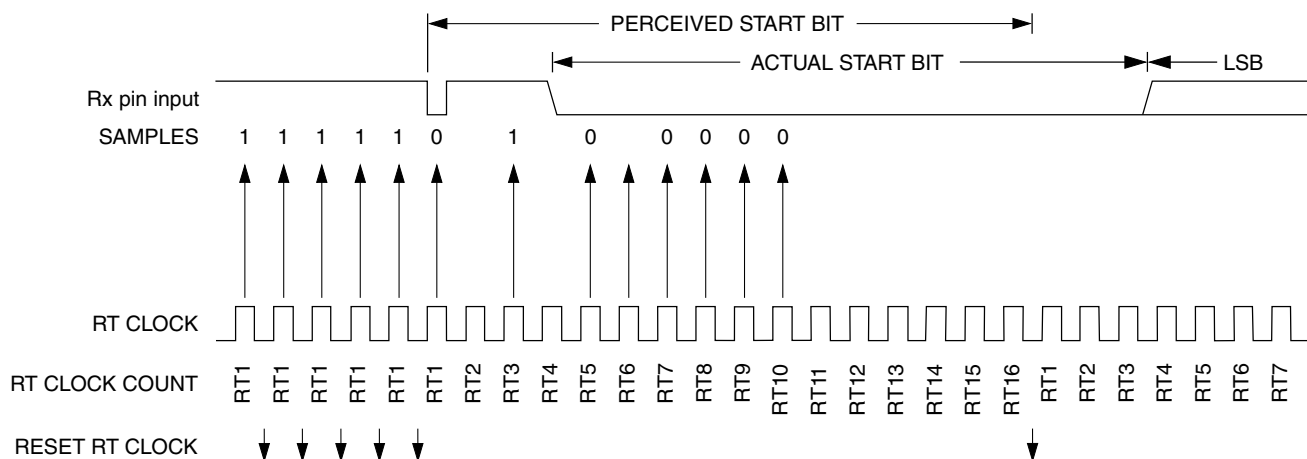 PERCEIVED START BIT
ACTUAL START BIT
LSB
Rx pin input
SAMPLES 1 1 1 1 1 0 1 0 0 0 0 0
RT CLOCK
RT CLOCK COUNT RT1 RT1 RT1 RT1 RT1 RT1 RT2 RT3 RT4 RT5 RT6 RT7 RT8 RT9 RT10 RT11 RT12 RT13 RT14 RT15 RT16 RT1 RT2 RT3 RT4 RT5 RT6 RT7
RESET RT CLOCK